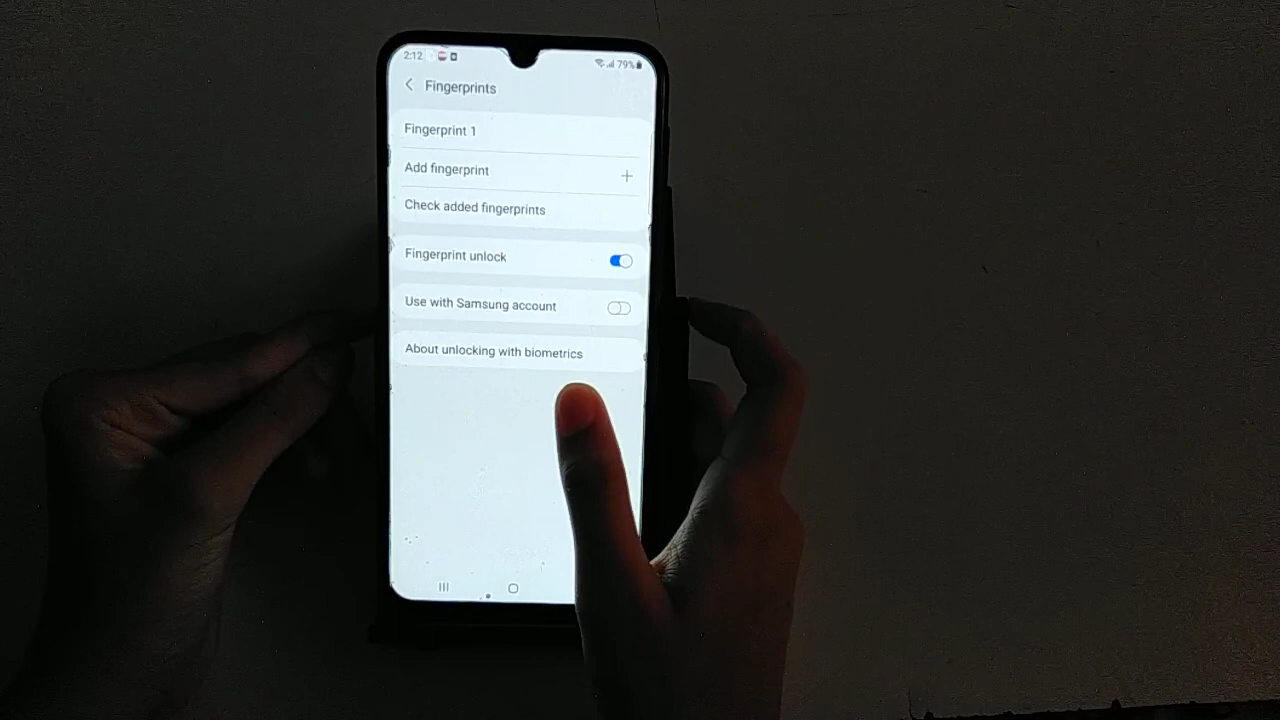 2:12
79%
Fingerprints
Fingerprint 1
Add fingerprint
Check added fingerprints
Fingerprint unlock
Use with Samsung account
About unlocking with biometrics